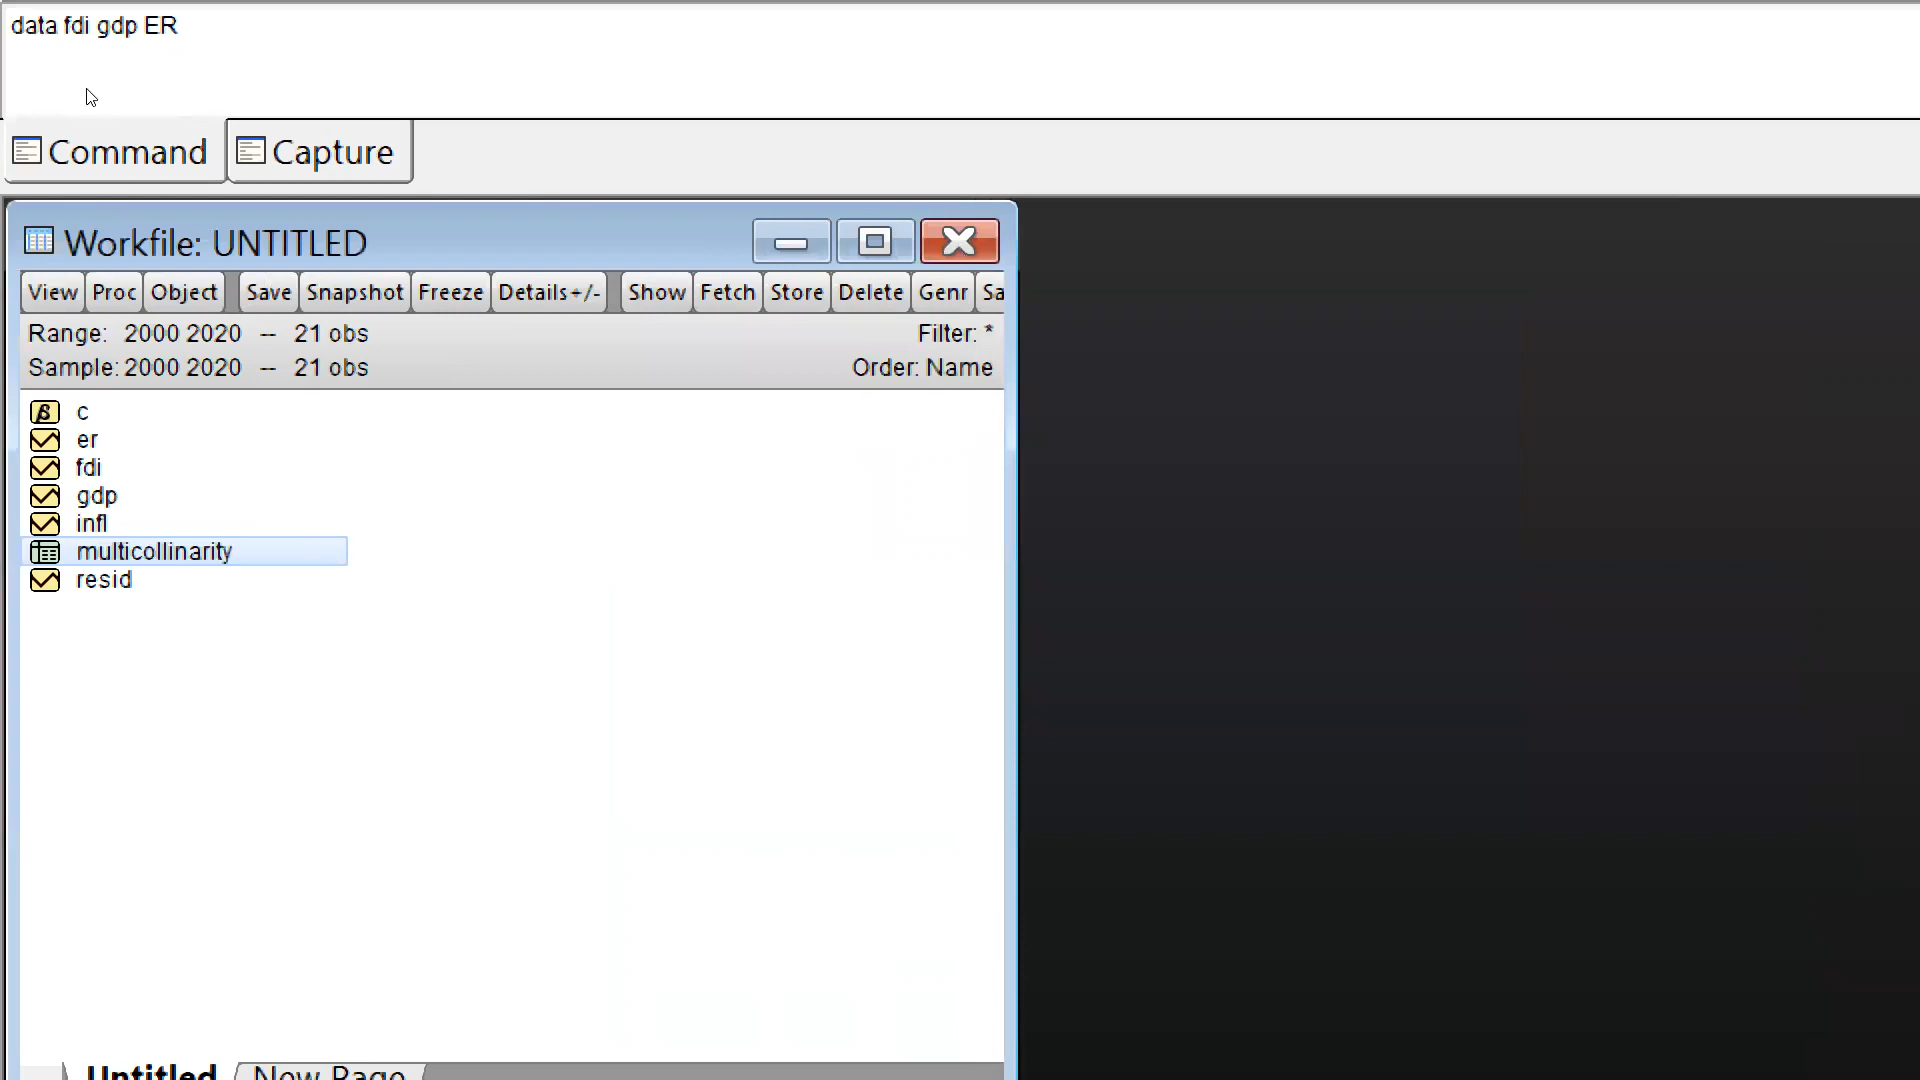 data fdi gdp ER
Command Capture
Workfile: UNTITLED
View Proc Object Save Snapshot Freeze Details+/- Show Fetch Store Delete Genr Sa
Range: 2000 2020 -- 21 obs Filter: *
Sample: 2000 2020 -- 21 obs Order: Name
β c
er
fdi
gdp
infl
multicollinarity
resid
Untitled New Page